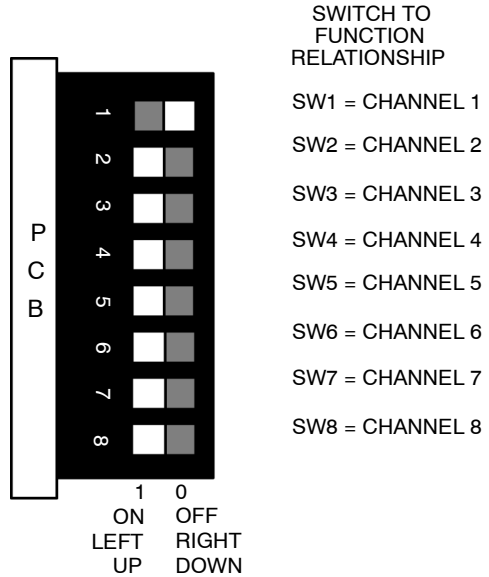 SWITCH TO
FUNCTION
RELATIONSHIP
1
SW1 = CHANNEL 1
2
SW2 = CHANNEL 2
3
SW3 = CHANNEL 3
P
C
B
4
SW4 = CHANNEL 4
5
SW5 = CHANNEL 5
6
SW6 = CHANNEL 6
7
SW7 = CHANNEL 7
8
SW8 = CHANNEL 8
1 0
ON OFF
LEFT RIGHT
UP DOWN